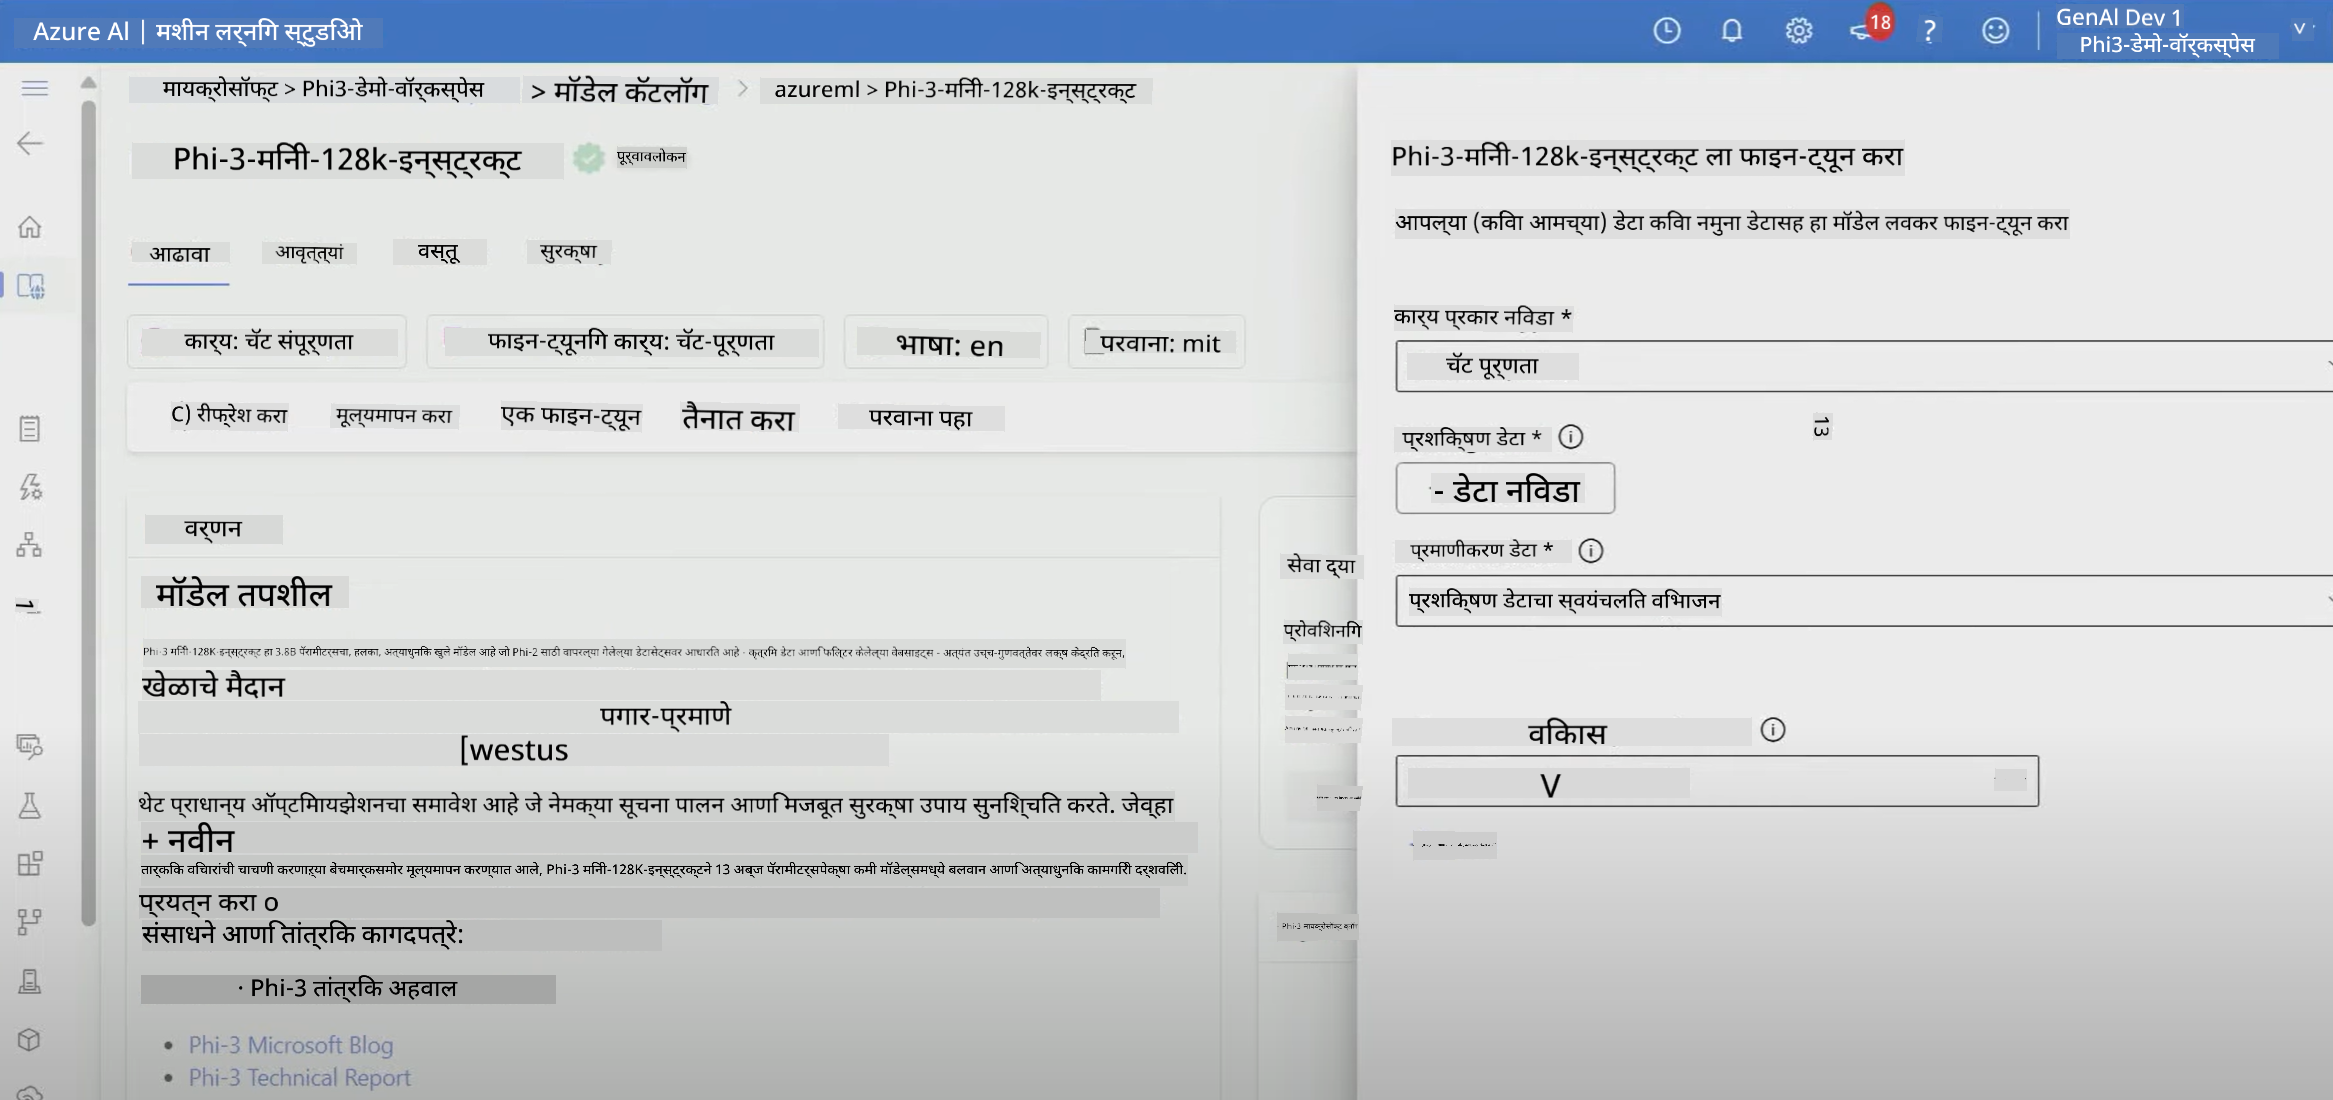 Azure AI | मशीन लर्निंग स्टुडिओ
18
?
GenAI Dev 1
Phi3-डेमो-वॉर्कस्पेस
मायक्रोसॉफ्ट > Phi3-डेमो-वॉर्कस्पेस > मॉडेल कॅटलॉग > azureml > Phi-3-मिनी-128k-इन्स्ट्रक्ट
Phi-3-मिनी-128k-इन्स्ट्रक्ट
पूर्वावलोकन
आढावा
आवृत्त्यां
वस्तू
सुरक्षा
कार्य: चॅट संपूर्णता
फाइन-ट्यूनिंग कार्य: चॅट-पूर्णता
भाषा: en
परवाना: mit
C) रीफ्रेश करा
मूल्यमापन करा
एक फाइन-ट्यून
तैनात करा
परवाना पहा
वर्णन
मॉडेल तपशील
Phi-3 मिनी-128K-इन्स्ट्रक्ट हा 3.8B पॅरामीटर्सचा, हलका, अत्याधुनिक खुले मॉडेल आहे जो Phi-2 साठी वापरल्या गेलेल्या डेटासेट्सवर आधारित आहे - कृत्रिम डेटा आणि फिल्टर केलेल्या वेबसाइट्स - अत्यंत उच्च-गुणवत्तेवर लक्ष केंद्रित करून,
खेळाचे मैदान
पगार-प्रमाणे
[westus
थेट प्राधान्य ऑप्टिमायझेशनचा समावेश आहे जे नेमक्या सूचना पालन आणि मजबूत सुरक्षा उपाय सुनिश्चित करते. जेव्हा
+ नवीन
तार्किक विचारांची चाचणी करणाऱ्या बेंचमार्कसमोर मूल्यमापन करण्यात आले, Phi-3 मिनी-128K-इन्स्ट्रक्टने 13 अब्ज पॅरामीटर्सपेक्षा कमी मॉडेल्समध्ये बलवान आणि अत्याधुनिक कामगिरी दर्शविली.
प्रयत्न करा o
संसाधने आणि तांत्रिक कागदपत्रे:
· Phi-3 तांत्रिक अहवाल
• Phi-3 Microsoft Blog
• Phi-3 Technical Report
सेवा द्या
प्रोविशनिंग
Phi-3 मायक्रोसॉफ्ट
Phi-3-मिनी-128k-इन्स्ट्रक्ट ला फाइन-ट्यून करा
आपल्या (किंवा आमच्या) डेटा किंवा नमुना डेटासह हा मॉडेल लवकर फाइन-ट्यून करा
कार्य प्रकार निवडा *
चॅट पूर्णता
13
प्रशिक्षण डेटा *
- डेटा निवडा
प्रमाणीकरण डेटा *
प्रशिक्षण डेटाचा स्वयंचलित विभाजन
विकास
V